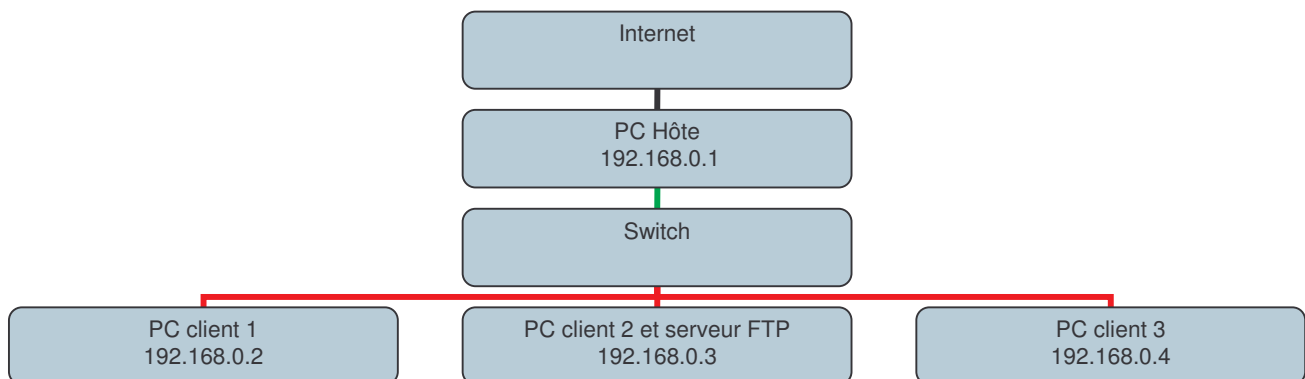 Internet
PC Hôte
192.168.0.1
Switch
PC client 1
192.168.0.2
PC client 2 et serveur FTP
192.168.0.3
PC client 3
192.168.0.4